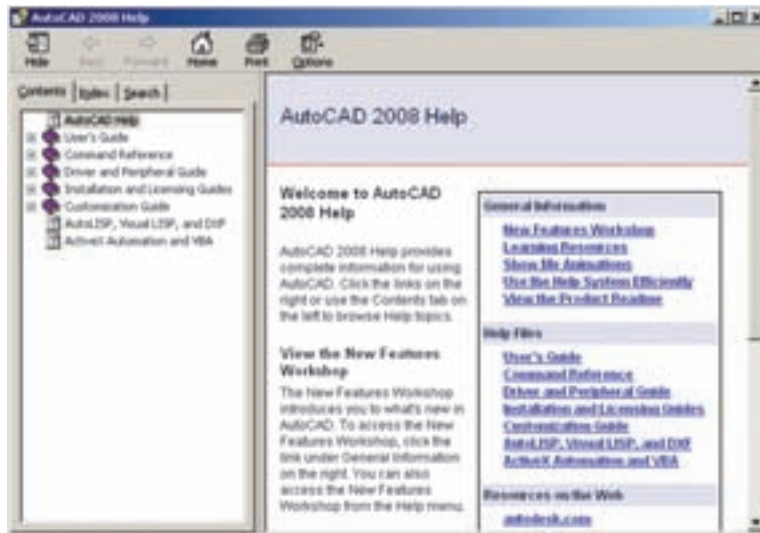 AutoCAD 2008 Help
Hide Back Forward Home Print Options
Contents Index Search
AutoCAD Help
User's Guide
Command Reference
Driver and Peripheral Guide
Installation and Licensing Guides
Customization Guide
AutoLISP, Visual LISP, and DXF
ActiveX Automation and VBA
AutoCAD 2008 Help
Welcome to AutoCAD
2008 Help
AutoCAD 2008 Help provides
complete information for using
AutoCAD. Click the links on the
right or use the Contents tab on
the left to browse Help topics.
View the New Features
Workshop
The New Features Workshop
introduces you to what's new in
AutoCAD. To access the New
Features Workshop, click the
link under General Information
on the right. You can also
access the New Features
Workshop from the Help menu.
General Information
New Features Workshop
Learning Resources
Show Me Animations
Use the Help System Efficiently
View the Product Readme
Help Files
User's Guide
Command Reference
Driver and Peripheral Guide
Installation and Licensing Guides
Customization Guide
AutoLISP, Visual LISP, and DXF
ActiveX Automation and VBA
Resources on the Web
autodesk.com